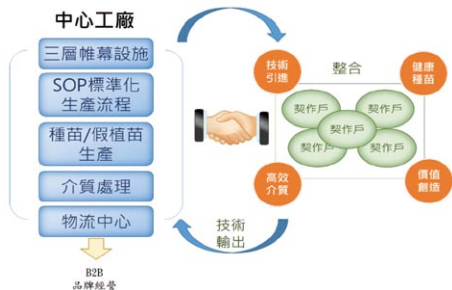 中心工廠
三層帷幕設施
SOP標準化
生產流程
種苗/假植苗
生產
介質處理
物流中心
B2B
品牌經營
技術
引進
整合
健康
種苗
契作戶
契作戶
契作戶
契作戶
契作戶
高效
介質
價值
創造
技術
輸出